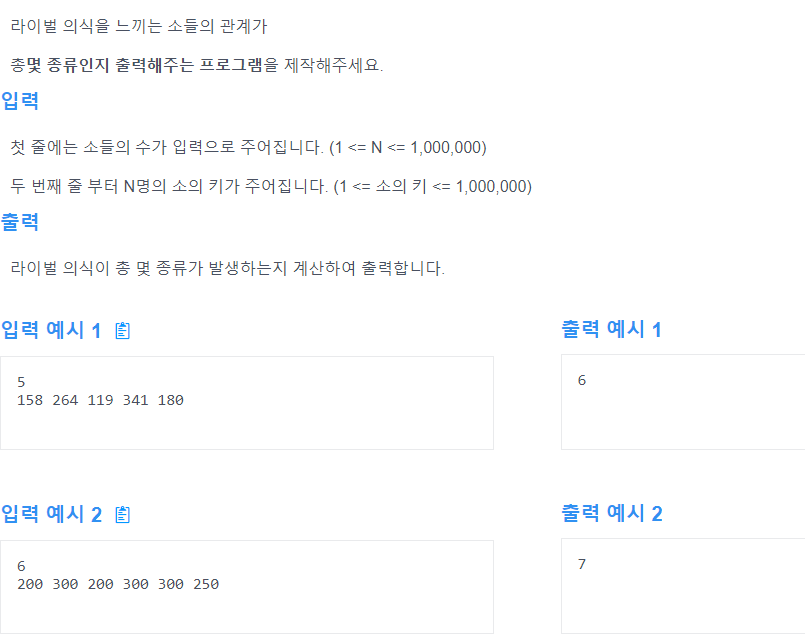 라이벌 의식을 느끼는 소들의 관계가
총몇 종류인지 출력해주는 프로그램을 제작해주세요.
입력
첫 줄에는 소들의 수가 입력으로 주어집니다. (1 <= N <= 1,000,000)
두 번째 줄 부터 N명의 소의 키가 주어집니다. (1 <= 소의 키 <= 1,000,000)
출력
라이벌 의식이 총 몇 종류가 발생하는지 계산하여 출력합니다.
입력 예시 1
5
158 264 119 341 180
출력 예시 1
6
입력 예시 2
6
200 300 200 300 300 250
출력 예시 2
7